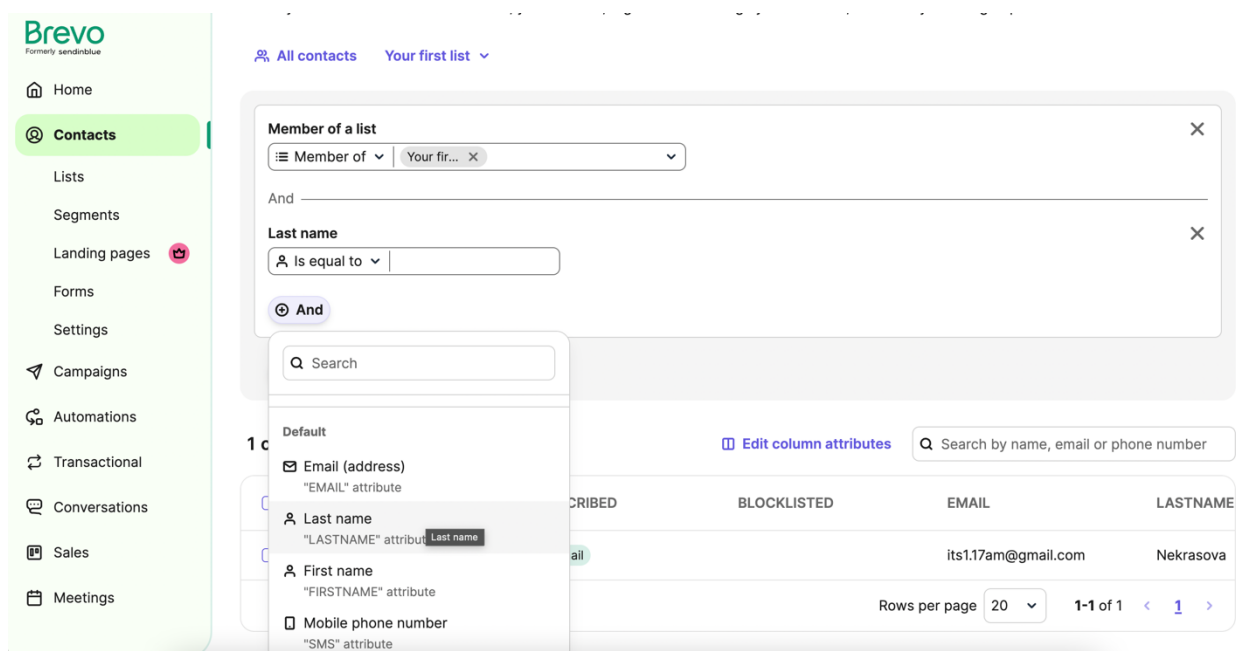 Brevo
Formerly sendinblue
All contacts Your first list
Home
Contacts
Lists
Segments
Landing pages
Forms
Settings
Campaigns
Automations
Transactional
Conversations
Sales
Meetings
Member of a list
Member of Your fir...
And
Last name
Is equal to
And
Search
Default
Email (address)
"EMAIL" attribute
Last name
"LASTNAME" attribut
Last name
First name
"FIRSTNAME" attribute
Mobile phone number
"SMS" attribute
1 c
Edit column attributes
Search by name, email or phone number
CRIBED BLOCKLISTED EMAIL LASTNAME
ail its1.17am@gmail.com Nekrasova
Rows per page 20 1-1 of 1 1